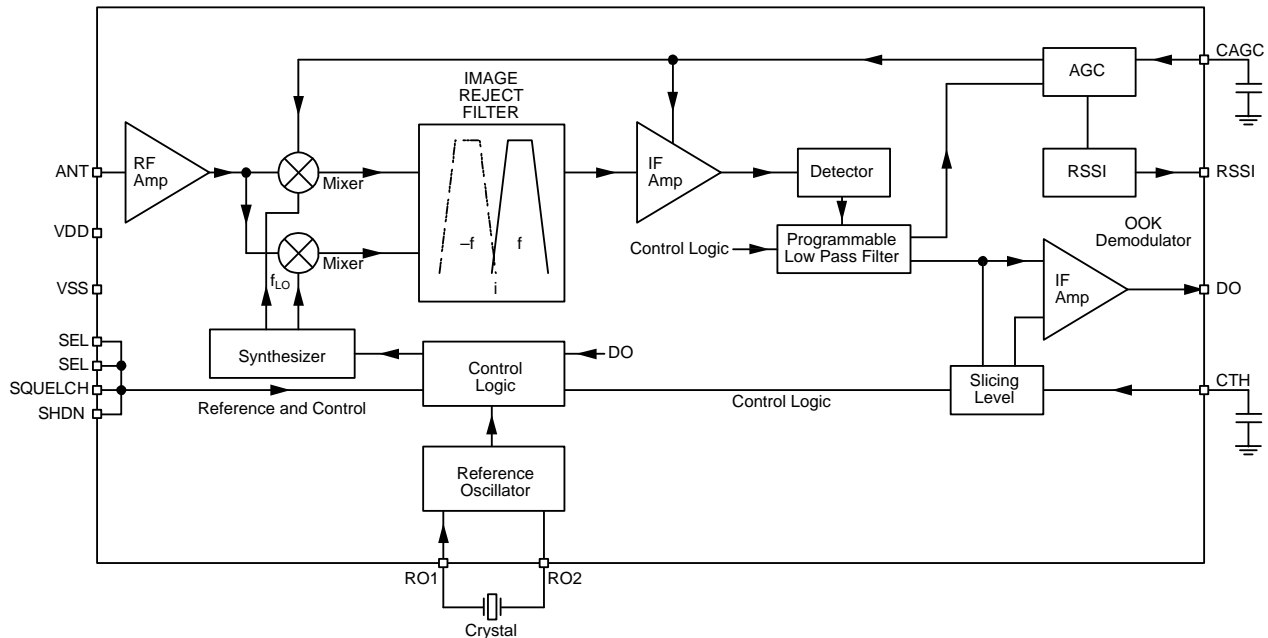 CAGC
AGC
IMAGE
REJECT
FILTER
RF
Amp
IF
Amp
ANT
Mixer
Detector
RSSI
RSSI
VDD
–f
f
Mixer
Control Logic
Programmable
Low Pass Filter
OOK
Demodulator
fLO
i
IF
Amp
VSS
DO
SEL
SEL
SQUELCH
SHDN
Synthesizer
Control
Logic
DO
Slicing
Level
CTH
Reference and Control
Control Logic
Reference
Oscillator
RO1
RO2
Crystal